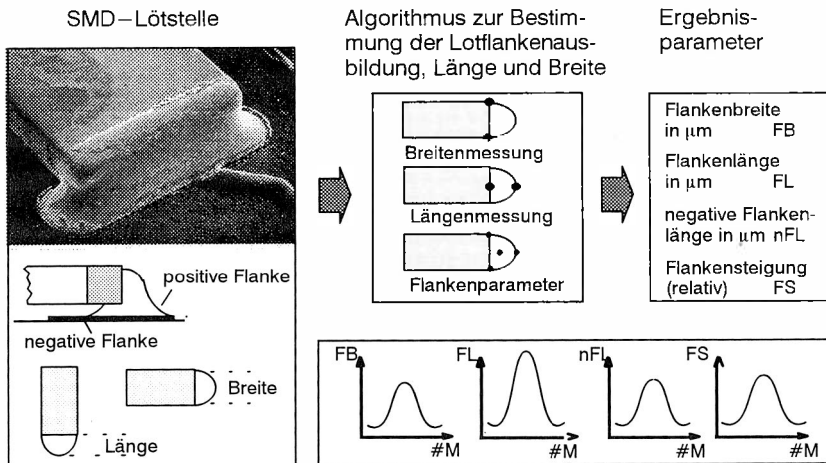 SMD–Lötstelle
positive Flanke
negative Flanke
Breite
Länge
Algorithmus zur Bestim-
mung der Lotflankenaus-
bildung, Länge und Breite
Breitenmessung
Längenmessung
Flankenparameter
Ergebnis-
parameter
Flankenbreite
in µm FB
Flankenlänge
in µm FL
negative Flanken-
länge in µm nFL
Flankensteigung
(relativ) FS
FB FL nFL FS
#M #M #M #M